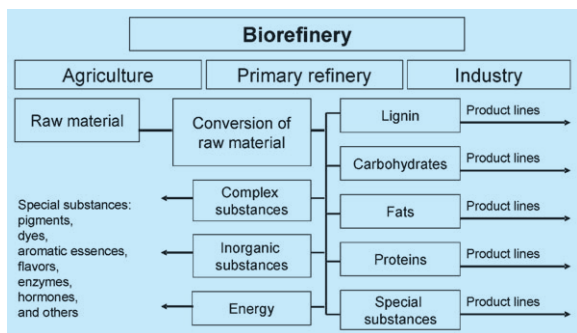 Biorefinery
Agriculture
Primary refinery
Industry
Raw material
Conversion of
raw material
Lignin
Product lines
Carbohydrates
Product lines
Complex
substances
Fats
Product lines
Inorganic
substances
Proteins
Product lines
Energy
Special
substances
Product lines
Special substances:
pigments,
dyes,
aromatic essences,
flavors,
enzymes,
hormones,
and others